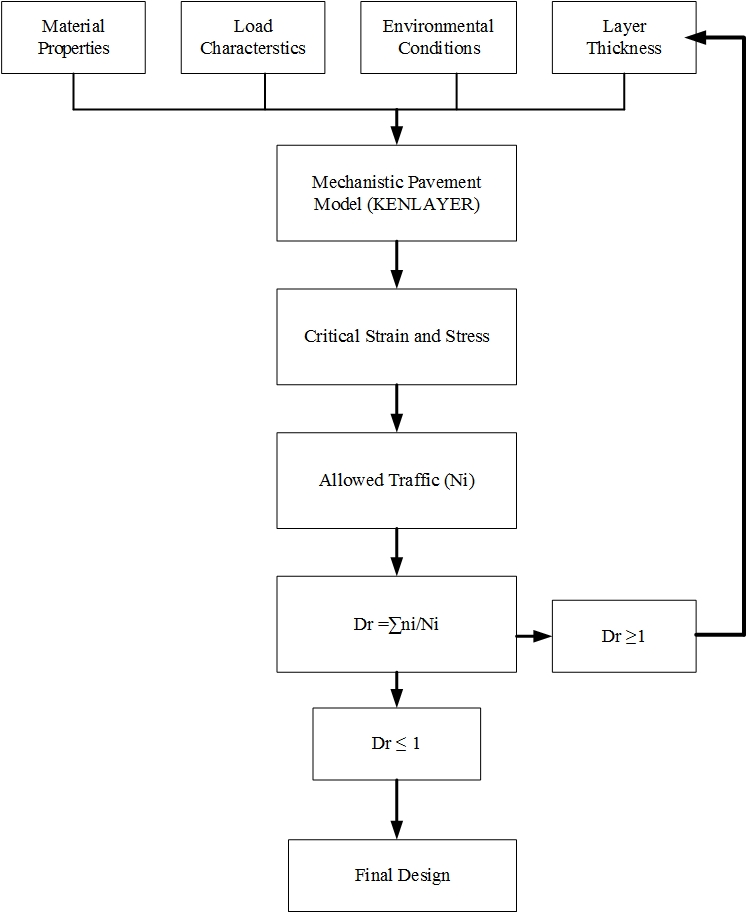 Material
Properties
Load
Characterstics
Environmental
Conditions
Layer
Thickness
Mechanistic Pavement
Model (KENLAYER)
Critical Strain and Stress
Allowed Traffic (Ni)
Dr =∑ni/Ni
Dr ≥1
Dr ≤ 1
Final Design